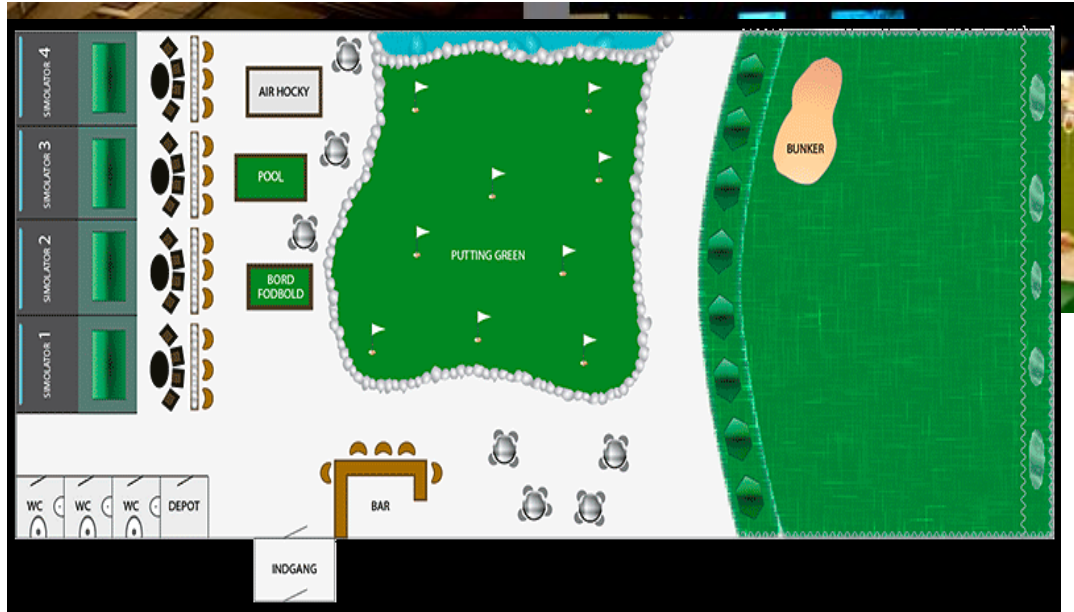 SIMOLATOR 4
SIMOLATOR 3
SIMOLATOR 2
SIMOLATOR 1
AIR HOCKY
POOL
BORD
FODBOLD
PUTTING GREEN
BUNKER
WC
WC
WC
DEPOT
BAR
INDGANG